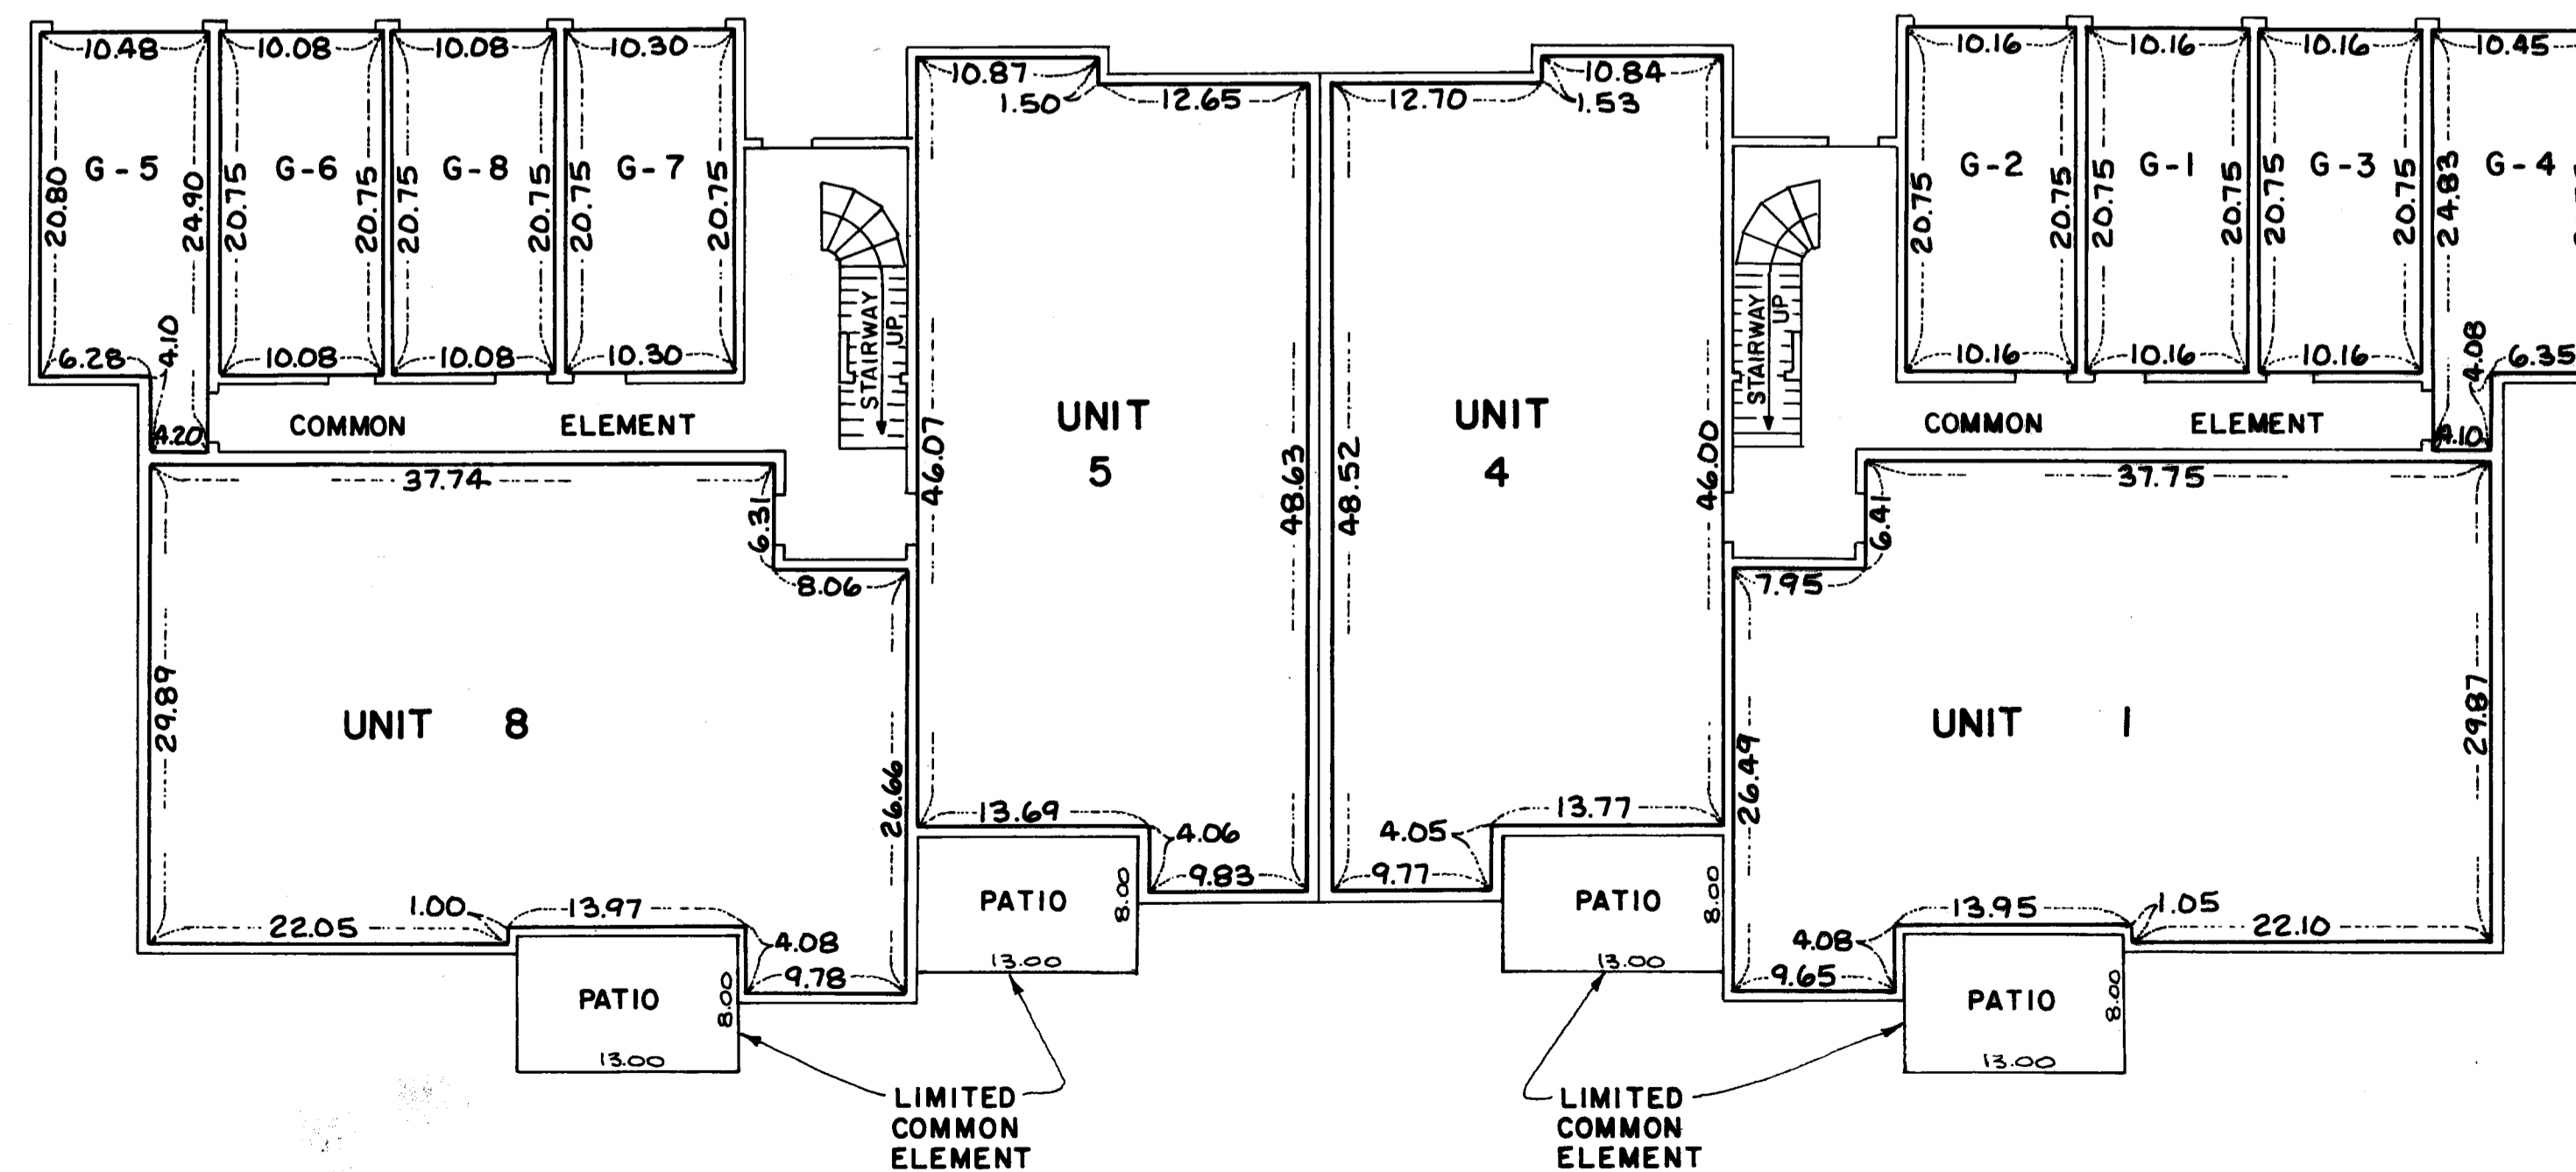 10.48 10.08 10.08 10.30
G-5 G-6 G-8 G-7
20.80 24.90 20.75 20.75 20.75 20.75 20.75 20.75
6.28 4.10 10.08 10.08 10.30
4.20
COMMON ELEMENT
STAIRWAY
UP
10.87
1.50 12.65
UNIT
5
46.07 48.63
13.69
4.06
9.83
PATIO
8.00
13.00
12.70 10.84
1.53
UNIT
4
48.52 46.00
13.77
4.05
9.77
PATIO
8.00
13.00
10.16 10.16 10.16 10.45
G-2 G-1 G-3 G-4
20.75 20.75 20.75 20.75 20.75 20.75 24.83
10.16 10.16 10.16 4.08 6.35
4.10
COMMON ELEMENT
STAIRWAY
UP
37.74
6.31
8.06
29.89
UNIT 8
26.66
22.05 1.00 13.97
4.08
9.78
PATIO
8.00
13.00
37.75
6.41
7.95
26.49
UNIT 1
29.87
13.95 1.05
4.08 22.10
9.65
PATIO
8.00
13.00
LIMITED
COMMON
ELEMENT
LIMITED
COMMON
ELEMENT